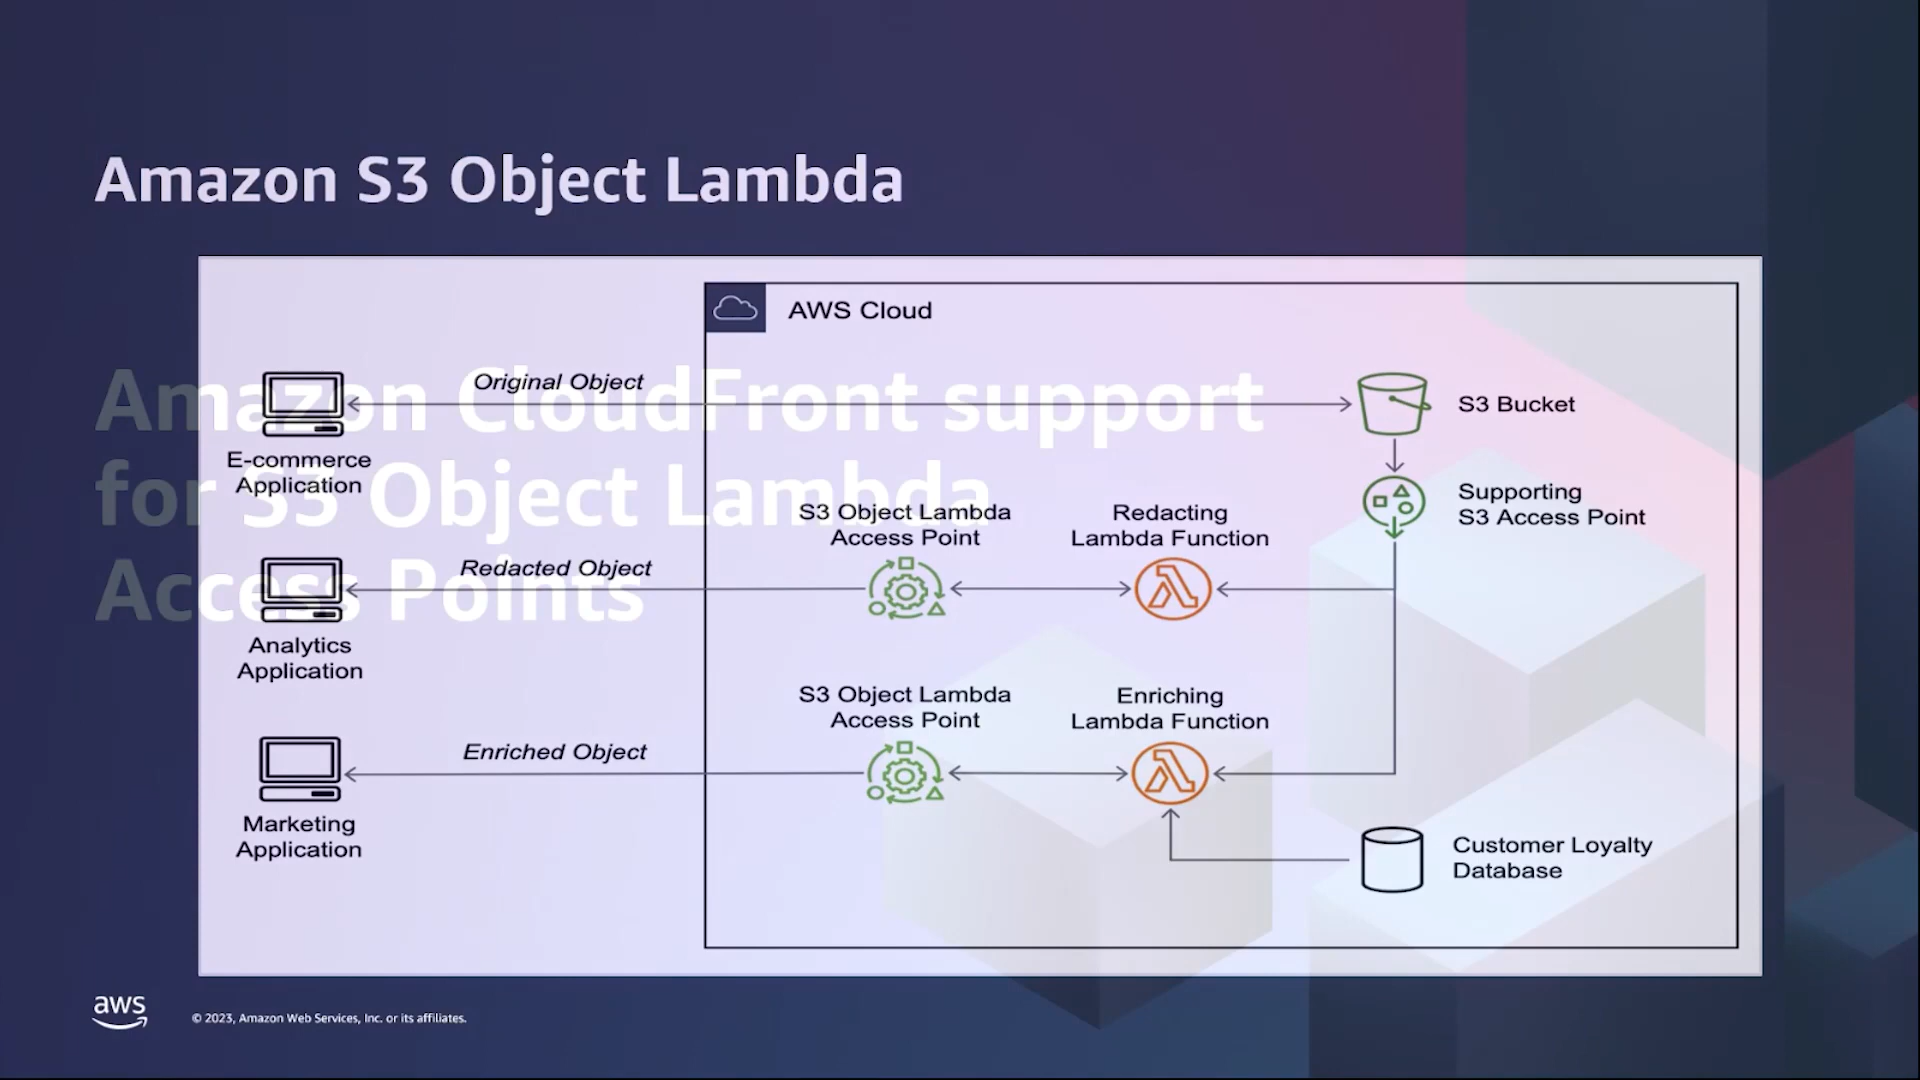 Amazon S3 Object Lambda
AWS Cloud
Original Object
S3 Bucket
E-commerce
Application
Amazon CloudFront support
for S3 Object Lambda
Access Points
Supporting
S3 Access Point
S3 Object Lambda
Access Point
Redacting
Lambda Function
Redacted Object
Analytics
Application
S3 Object Lambda
Access Point
Enriching
Lambda Function
Enriched Object
Marketing
Application
Customer Loyalty
Database
aws
© 2023, Amazon Web Services, Inc. or its affiliates.